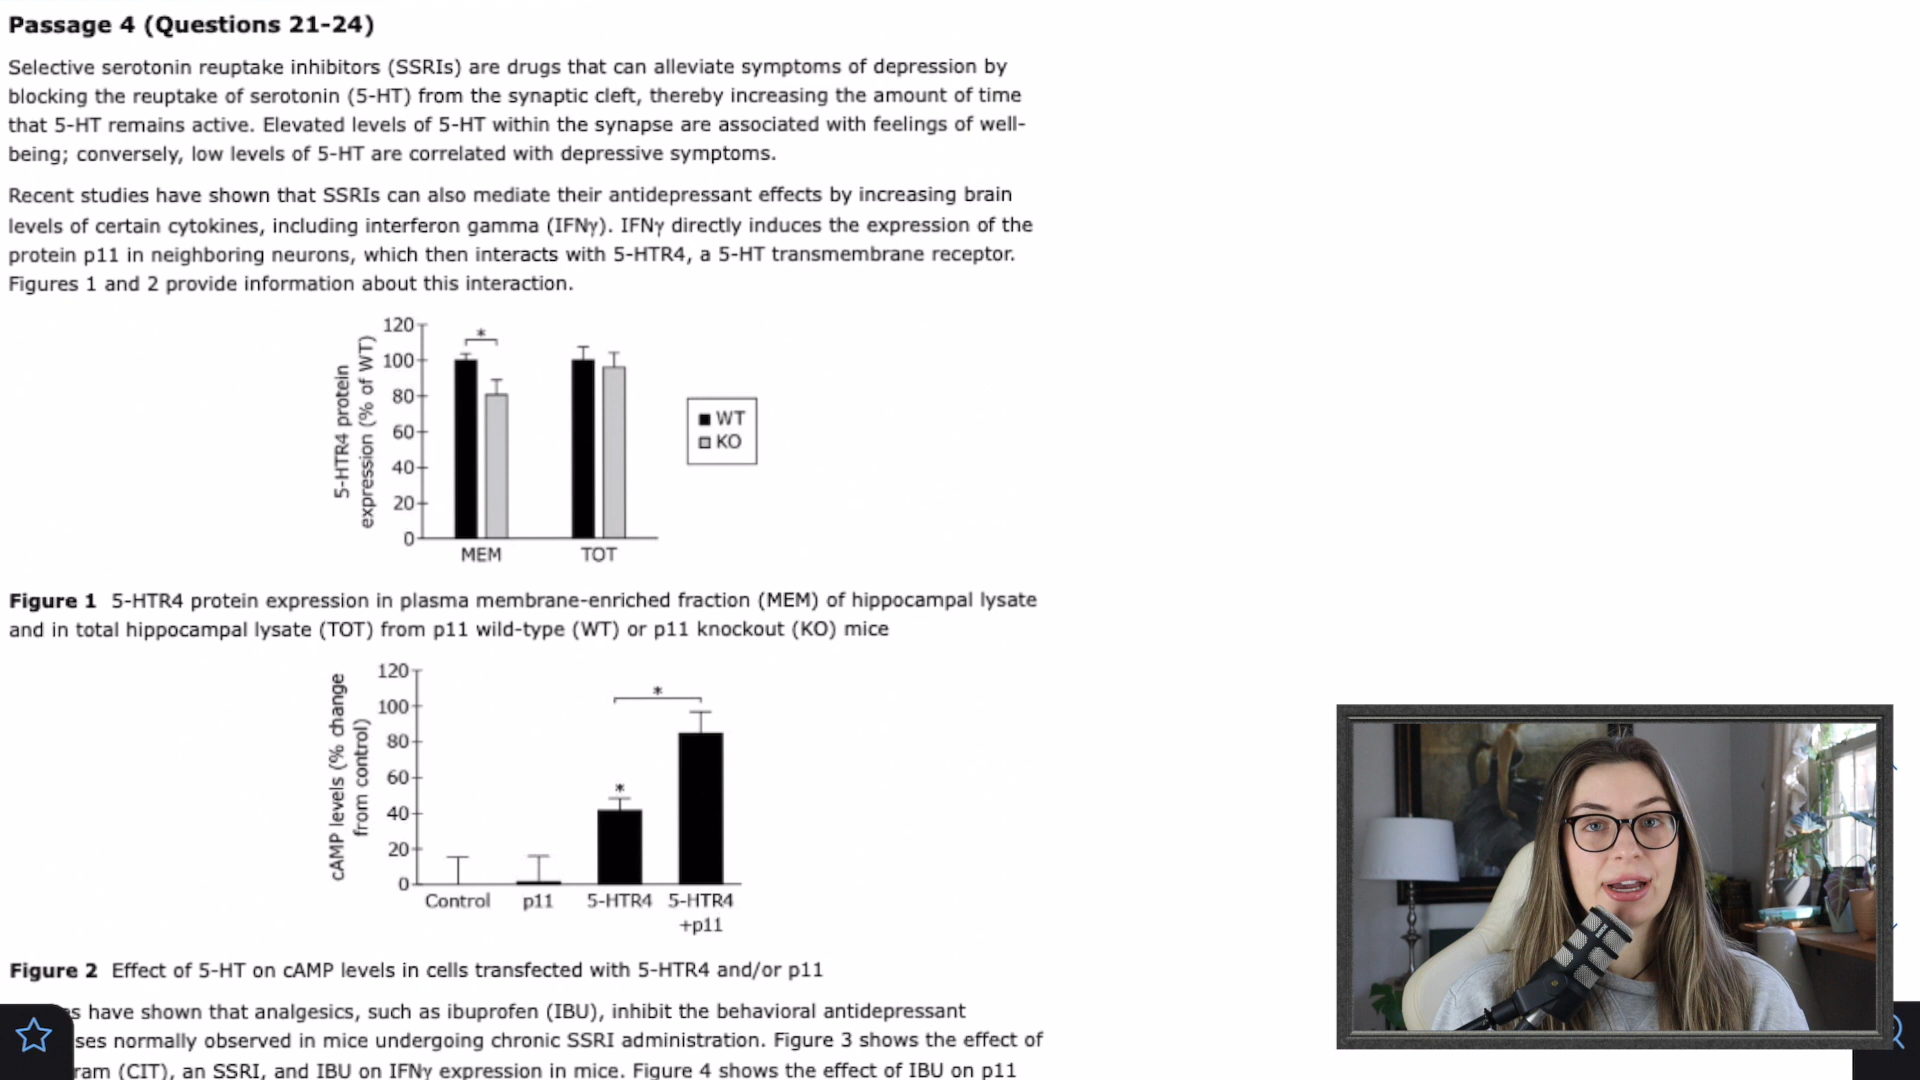 Passage 4 (Questions 21-24)
Selective serotonin reuptake inhibitors (SSRIs) are drugs that can alleviate symptoms of depression by
blocking the reuptake of serotonin (5-HT) from the synaptic cleft, thereby increasing the amount of time
that 5-HT remains active. Elevated levels of 5-HT within the synapse are associated with feelings of well-
being; conversely, low levels of 5-HT are correlated with depressive symptoms.
Recent studies have shown that SSRIs can also mediate their antidepressant effects by increasing brain
levels of certain cytokines, including interferon gamma (IFNγ). IFNγ directly induces the expression of the
protein p11 in neighboring neurons, which then interacts with 5-HTR4, a 5-HT transmembrane receptor.
Figures 1 and 2 provide information about this interaction.
5-HTR4 protein
expression (% of WT)
120
100
80
60
40
20
0
*
MEM
TOT
WT
KO
Figure 1 5-HTR4 protein expression in plasma membrane-enriched fraction (MEM) of hippocampal lysate
and in total hippocampal lysate (TOT) from p11 wild-type (WT) or p11 knockout (KO) mice
cAMP levels (% change
from control)
120
100
80
60
40
20
0
*
*
Control
p11
5-HTR4
5-HTR4
+p11
Figure 2 Effect of 5-HT on cAMP levels in cells transfected with 5-HTR4 and/or p11
s have shown that analgesics, such as ibuprofen (IBU), inhibit the behavioral antidepressant
ses normally observed in mice undergoing chronic SSRI administration. Figure 3 shows the effect of
ram (CIT), an SSRI, and IBU on IFNγ expression in mice. Figure 4 shows the effect of IBU on p11